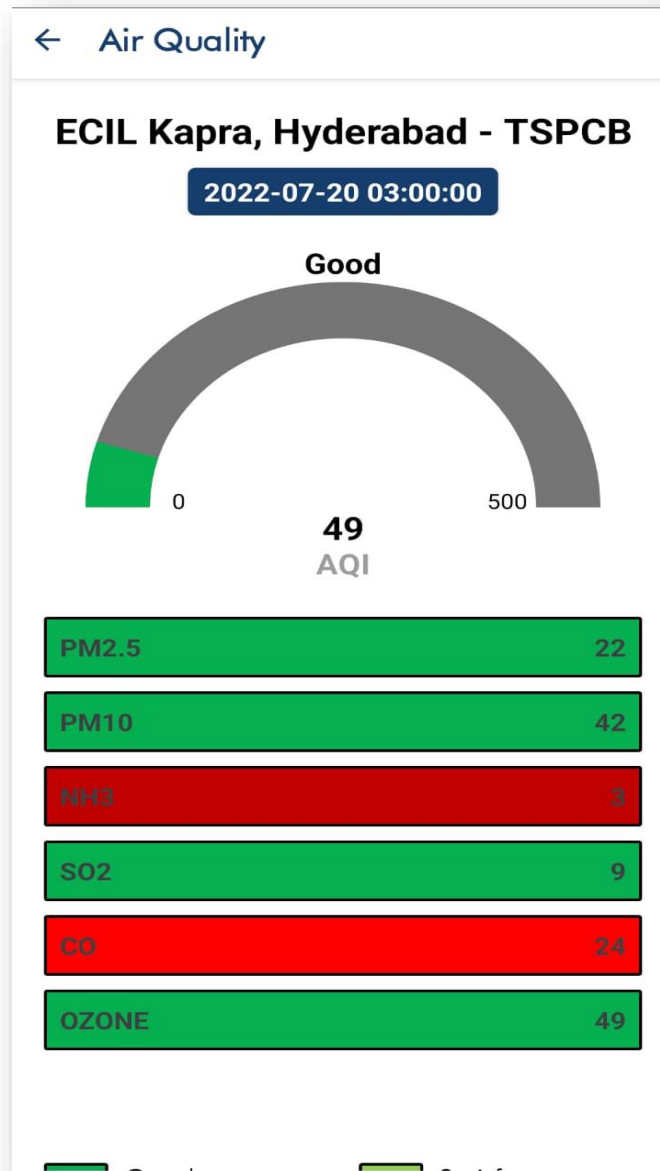 ← Air Quality
ECIL Kapra, Hyderabad - TSPCB
2022-07-20 03:00:00
Good
0 500
49
AQI
PM2.5 22
PM10 42
NH3 3
SO2 9
CO 24
OZONE 49